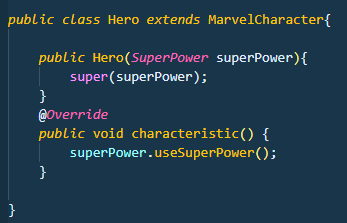 public class Hero extends MarvelCharacter{
public Hero(SuperPower superPower){
super(superPower);
}
@Override
public void characteristic() {
superPower.useSuperPower();
}
}